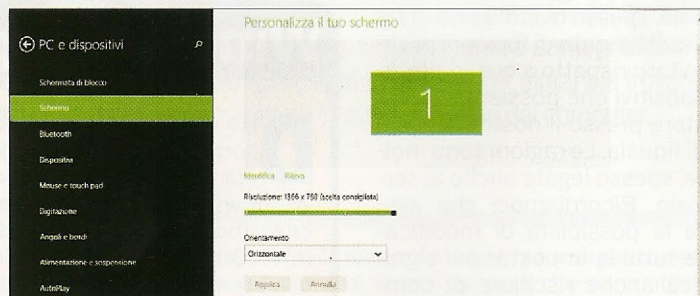 PC e dispositivi
Schermata di blocco
Schermo
Bluetooth
Dispositivi
Mouse e touch pad
Digitazione
Angoli e bordi
Alimentazione e sospensione
AutoPlay
Personalizza il tuo schermo
1
Identifica Rileva
Risoluzione: 1366 x 768 (scelta consigliata)
Orientamento
Orizzontale
Applica Annulla